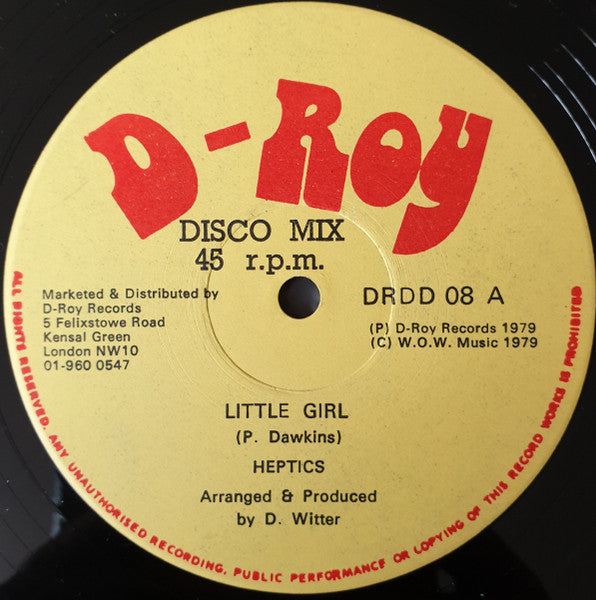 D-Roy
DISCO MIX
45 r.p.m.
Marketed & Distributed by
D-Roy Records
5 Felixstowe Road
Kensal Green
London NW10
01-960 0547
DRDD 08 A
(P) D-Roy Records 1979
(C) W.O.W. Music 1979
LITTLE GIRL
(P. Dawkins)
HEPTICS
Arranged & Produced
by D. Witter
ALL RIGHTS RESERVED. ANY UNAUTHORISED RECORDING, PUBLIC PERFORMANCE OR COPYING OF THIS RECORD WORKS IS PROHIBITED